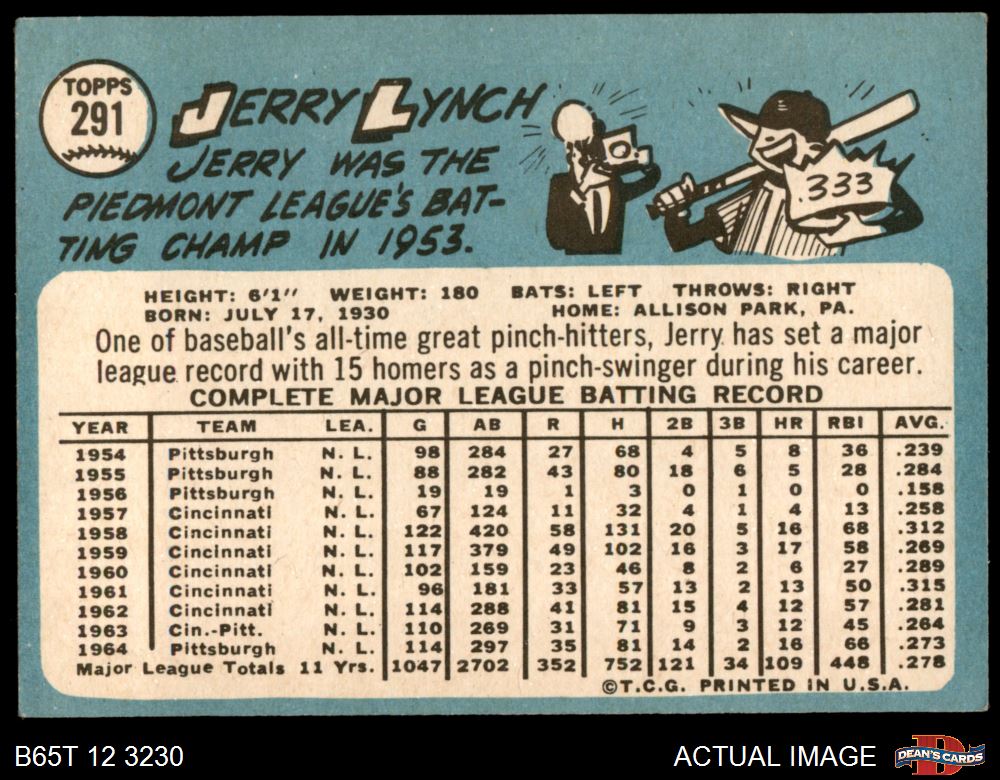 TOPPS
291
JERRY LYNCH
JERRY WAS THE
PIEDMONT LEAGUE'S BAT-
TING CHAMP IN 1953.
333
HEIGHT: 6'1" WEIGHT: 180 BATS: LEFT THROWS: RIGHT
BORN: JULY 17, 1930 HOME: ALLISON PARK, PA.
One of baseball's all-time great pinch-hitters, Jerry has set a major
league record with 15 homers as a pinch-swinger during his career.
COMPLETE MAJOR LEAGUE BATTING RECORD
YEAR TEAM LEA. G AB R H 2B 3B HR RBI AVG.
1954 Pittsburgh N. L. 98 284 27 68 4 5 8 36 .239
1955 Pittsburgh N. L. 88 282 43 80 18 6 5 28 .284
1956 Pittsburgh N. L. 19 19 1 3 0 1 0 0 .158
1957 Cincinnati N. L. 67 124 11 32 4 1 4 13 .258
1958 Cincinnati N. L. 122 420 58 131 20 5 16 68 .312
1959 Cincinnati N. L. 117 379 49 102 16 3 17 58 .269
1960 Cincinnati N. L. 102 159 23 46 8 2 6 27 .289
1961 Cincinnati N. L. 96 181 33 57 13 2 13 50 .315
1962 Cincinnati N. L. 114 288 41 81 15 4 12 57 .281
1963 Cin.-Pitt. N. L. 110 269 31 71 9 3 12 45 .264
1964 Pittsburgh N. L. 114 297 35 81 14 2 16 66 .273
Major League Totals 11 Yrs. 1047 2702 352 752 121 34 109 448 .278
©T.C.G. PRINTED IN U.S.A.
B65T 12 3230 ACTUAL IMAGE D DEAN'S CARDS